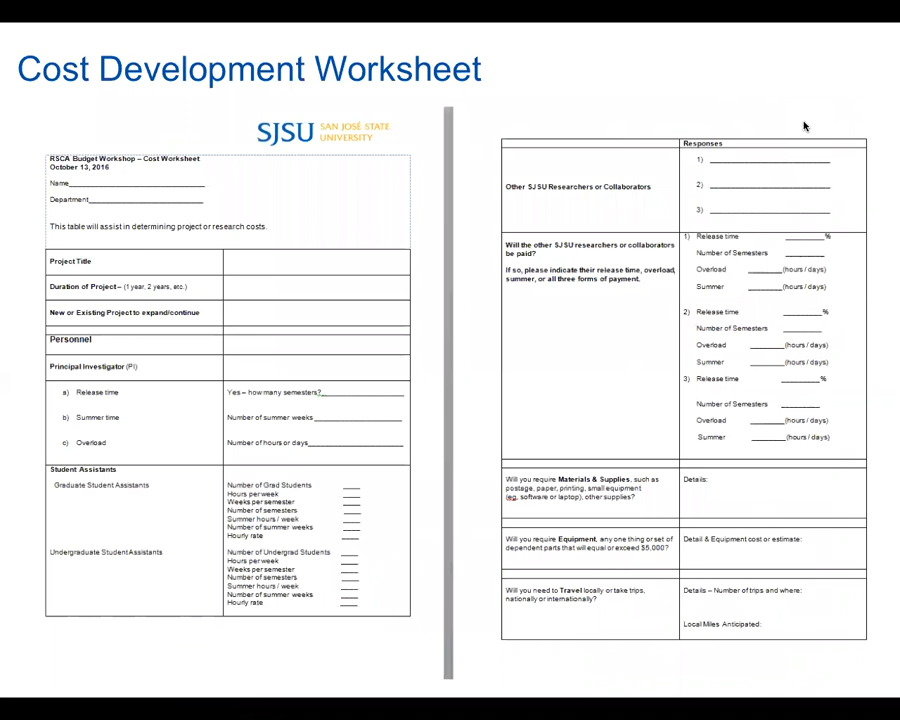 Cost Development Worksheet
SJSU SAN JOSÉ STATE
UNIVERSITY
RSCA Budget Workshop – Cost Worksheet
October 13, 2016
Name
Department
This table will assist in determining project or research costs.
Project Title
Duration of Project – (1 year, 2 years, etc.)
New or Existing Project to expand/continue
Personnel
Principal Investigator (PI)
a) Release time Yes – how many semesters?
b) Summer time Number of summer weeks
c) Overload Number of hours or days
Student Assistants
Graduate Student Assistants Number of Grad Students
Hours per week
Weeks per semester
Number of semesters
Summer hours / week
Number of summer weeks
Hourly rate
Undergraduate Student Assistants Number of Undergrad Students
Hours per week
Weeks per semester
Number of semesters
Summer hours / week
Number of summer weeks
Hourly rate
Responses
Other SJSU Researchers or Collaborators
1)
2)
3)
Will the other SJSU researchers or collaborators
be paid?
If so, please indicate their release time, overload,
summer, or all three forms of payment.
1) Release time %
Number of Semesters
Overload (hours / days)
Summer (hours / days)
2) Release time %
Number of Semesters
Overload (hours / days)
Summer (hours / days)
3) Release time %
Number of Semesters
Overload (hours / days)
Summer (hours / days)
Will you require Materials & Supplies, such as
postage, paper, printing, small equipment
(eg, software or laptop), other supplies?
Details:
Will you require Equipment, any one thing or set of
dependent parts that will equal or exceed $5,000?
Detail & Equipment cost or estimate:
Will you need to Travel locally or take trips,
nationally or internationally?
Details – Number of trips and where:
Local Miles Anticipated: